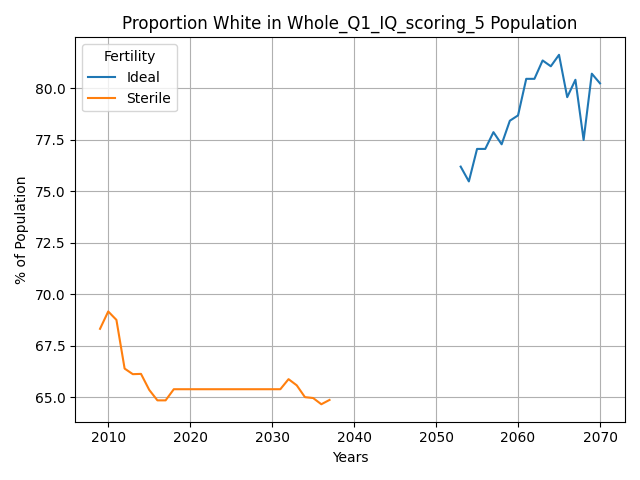 Proportion White in Whole_Q1_IQ_scoring_5 Population
Fertility
Ideal
Sterile
80.0
77.5
75.0
72.5
70.0
67.5
65.0
% of Population
2010
2020
2030
2040
2050
2060
2070
Years